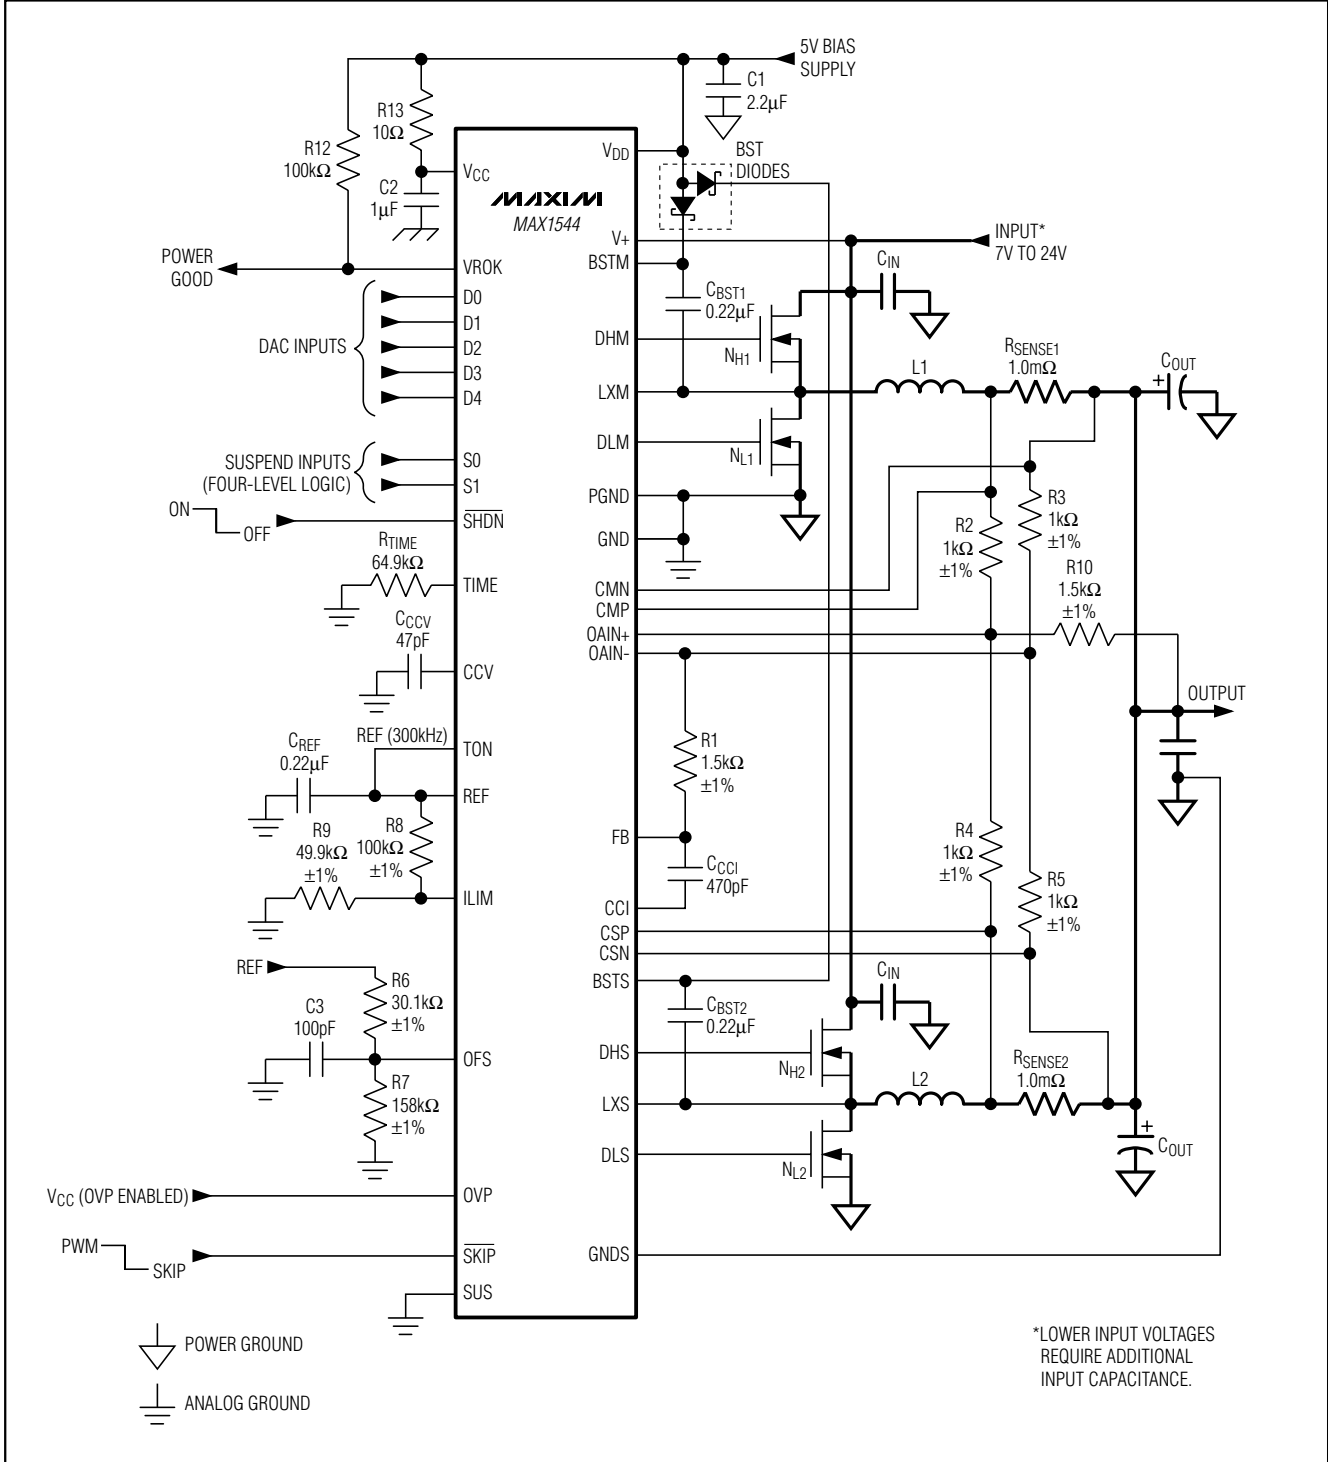 5V BIAS
SUPPLY
C1
2.2µF
R13
10Ω
R12
100kΩ
C2
1µF
VCC
VDD
BST
DIODES
MAXIM
MAX1544
V+
INPUT*
7V TO 24V
POWER
GOOD
VROK
BSTM
CIN
CBST1
0.22µF
DAC INPUTS
D0
D1
D2
D3
D4
DHM
NH1
LXM
L1
RSENSE1
1.0mΩ
COUT
+
DLM
NL1
SUSPEND INPUTS
(FOUR-LEVEL LOGIC)
S0
S1
PGND
ON
OFF
SHDN
GND
R2
1kΩ
±1%
R3
1kΩ
±1%
RTIME
64.9kΩ
TIME
CMN
CMP
R10
1.5kΩ
±1%
OAIN+
OAIN-
CCCV
47pF
CCV
OUTPUT
REF (300kHz)
TON
CREF
0.22µF
REF
R1
1.5kΩ
±1%
R9
49.9kΩ
±1%
R8
100kΩ
±1%
ILIM
FB
CCCI
470pF
CCI
R4
1kΩ
±1%
R5
1kΩ
±1%
CSP
CSN
REF
R6
30.1kΩ
±1%
BSTS
CBST2
0.22µF
CIN
C3
100pF
OFS
DHS
NH2
R7
158kΩ
±1%
LXS
L2
RSENSE2
1.0mΩ
DLS
NL2
+
COUT
VCC (OVP ENABLED)
OVP
PWM
SKIP
SKIP
GNDS
SUS
POWER GROUND
ANALOG GROUND
*LOWER INPUT VOLTAGES
REQUIRE ADDITIONAL
INPUT CAPACITANCE.